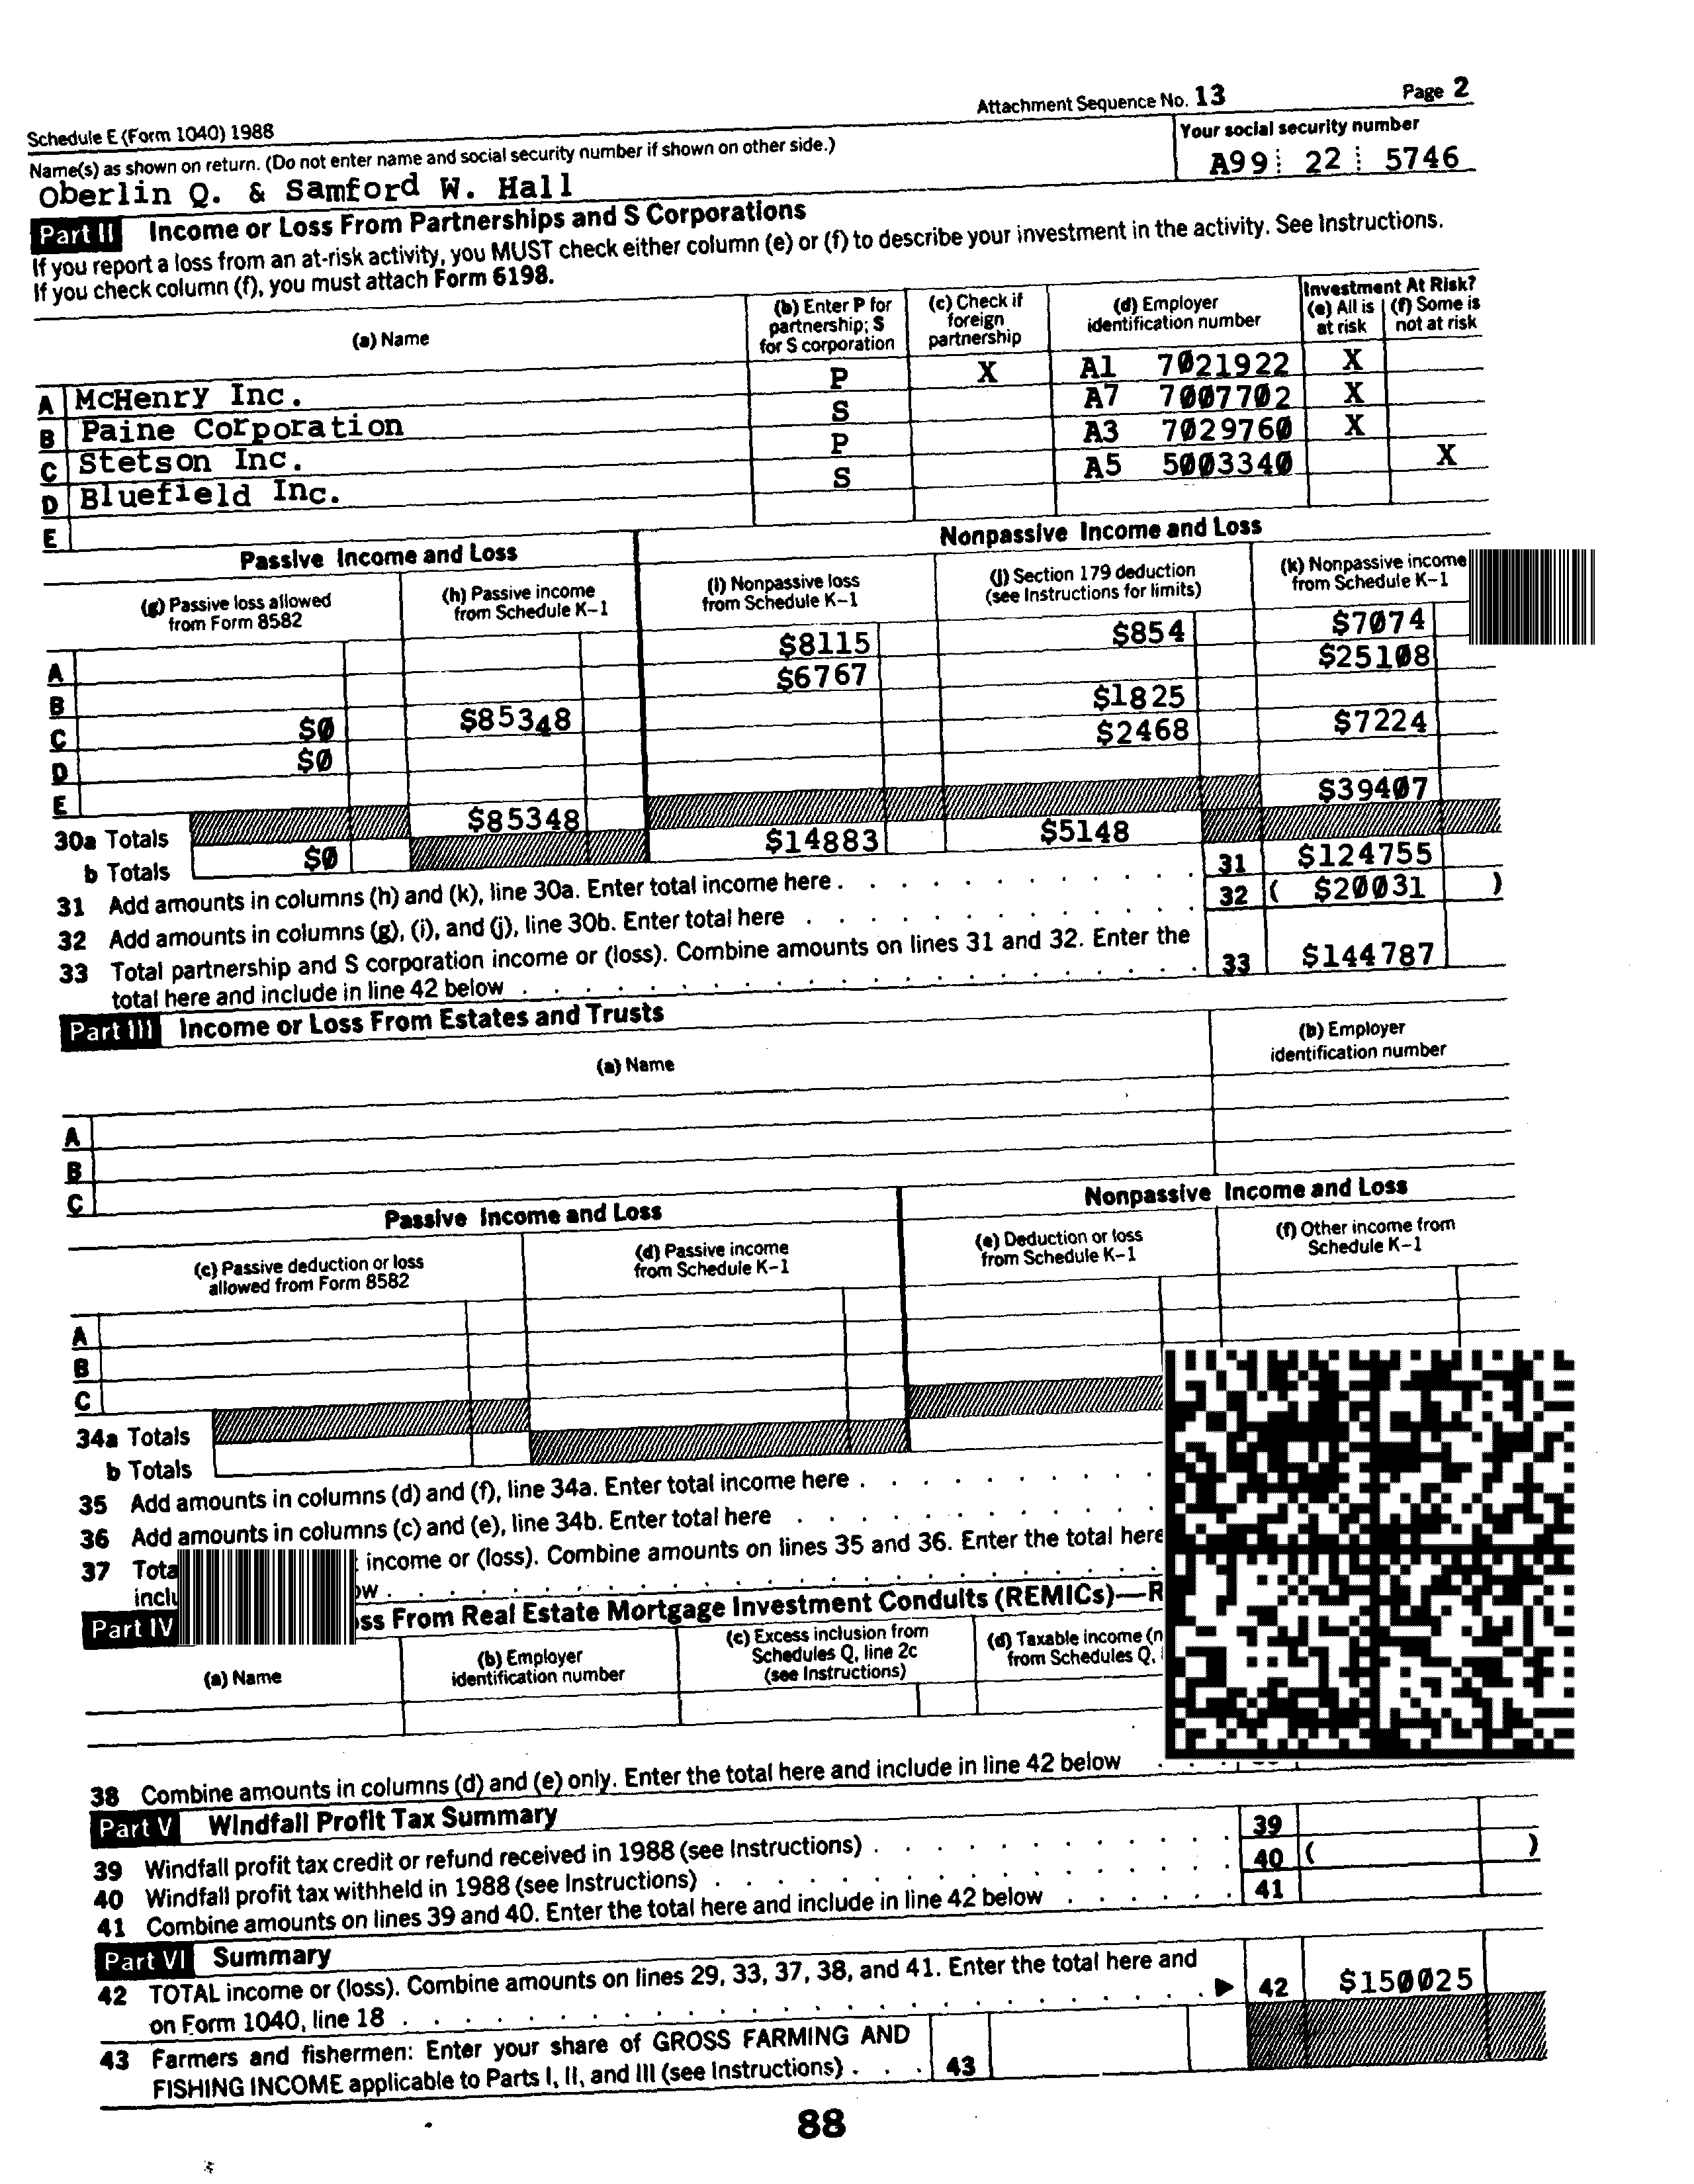 Attachment Sequence No. 13 Page 2
Schedule E (Form 1040) 1988
Name(s) as shown on return. (Do not enter name and social security number if shown on other side.) Your social security number
Oberlin Q. & Samford W. Hall A99 22 5746
Part II Income or Loss From Partnerships and S Corporations
If you report a loss from an at-risk activity, you MUST check either column (e) or (f) to describe your investment in the activity. See Instructions.
If you check column (f), you must attach Form 6198.
(a) Name
(b) Enter P for partnership; S for S corporation
(c) Check if foreign partnership
(d) Employer identification number
Investment At Risk?
(e) All is at risk
(f) Some is not at risk
A McHenry Inc. P X A1 7021922 X
B Paine Corporation S A7 7007702 X
C Stetson Inc. P A3 7029760 X
D Bluefield Inc. S A5 5003340 X
E
Passive Income and Loss Nonpassive Income and Loss
(g) Passive loss allowed from Form 8582
(h) Passive income from Schedule K-1
(i) Nonpassive loss from Schedule K-1
(j) Section 179 deduction (see Instructions for limits)
(k) Nonpassive income from Schedule K-1
A $8115 $854 $7074
B $6767 $25108
C $0 $85348 $1825
D $0 $2468 $7224
E
30a Totals $85348 $39407
b Totals $0 $14883 $5148
31 Add amounts in columns (h) and (k), line 30a. Enter total income here 31 $124755
32 Add amounts in columns (g), (i), and (j), line 30b. Enter total here 32 ( $20031 )
33 Total partnership and S corporation income or (loss). Combine amounts on lines 31 and 32. Enter the
total here and include in line 42 below 33 $144787
Part III Income or Loss From Estates and Trusts
(a) Name
(b) Employer identification number
A
B
C
Passive Income and Loss Nonpassive Income and Loss
(c) Passive deduction or loss allowed from Form 8582
(d) Passive income from Schedule K-1
(e) Deduction or loss from Schedule K-1
(f) Other income from Schedule K-1
A
B
C
34a Totals
b Totals
35 Add amounts in columns (d) and (f), line 34a. Enter total income here
36 Add amounts in columns (c) and (e), line 34b. Enter total here
37 Tota income or (loss). Combine amounts on lines 35 and 36. Enter the total here
inclu ow
Part IV oss From Real Estate Mortgage Investment Conduits (REMICs)—R
(a) Name
(b) Employer identification number
(c) Excess inclusion from Schedules Q, line 2c (see Instructions)
(d) Taxable income (n from Schedules Q,
38 Combine amounts in columns (d) and (e) only. Enter the total here and include in line 42 below
Part V Windfall Profit Tax Summary
39 Windfall profit tax credit or refund received in 1988 (see Instructions) 39
40 Windfall profit tax withheld in 1988 (see Instructions) 40 ( )
41 Combine amounts on lines 39 and 40. Enter the total here and include in line 42 below 41
Part VI Summary
42 TOTAL income or (loss). Combine amounts on lines 29, 33, 37, 38, and 41. Enter the total here and
on Form 1040, line 18 42 $150025
43 Farmers and fishermen: Enter your share of GROSS FARMING AND
FISHING INCOME applicable to Parts I, II, and III (see Instructions) 43
88